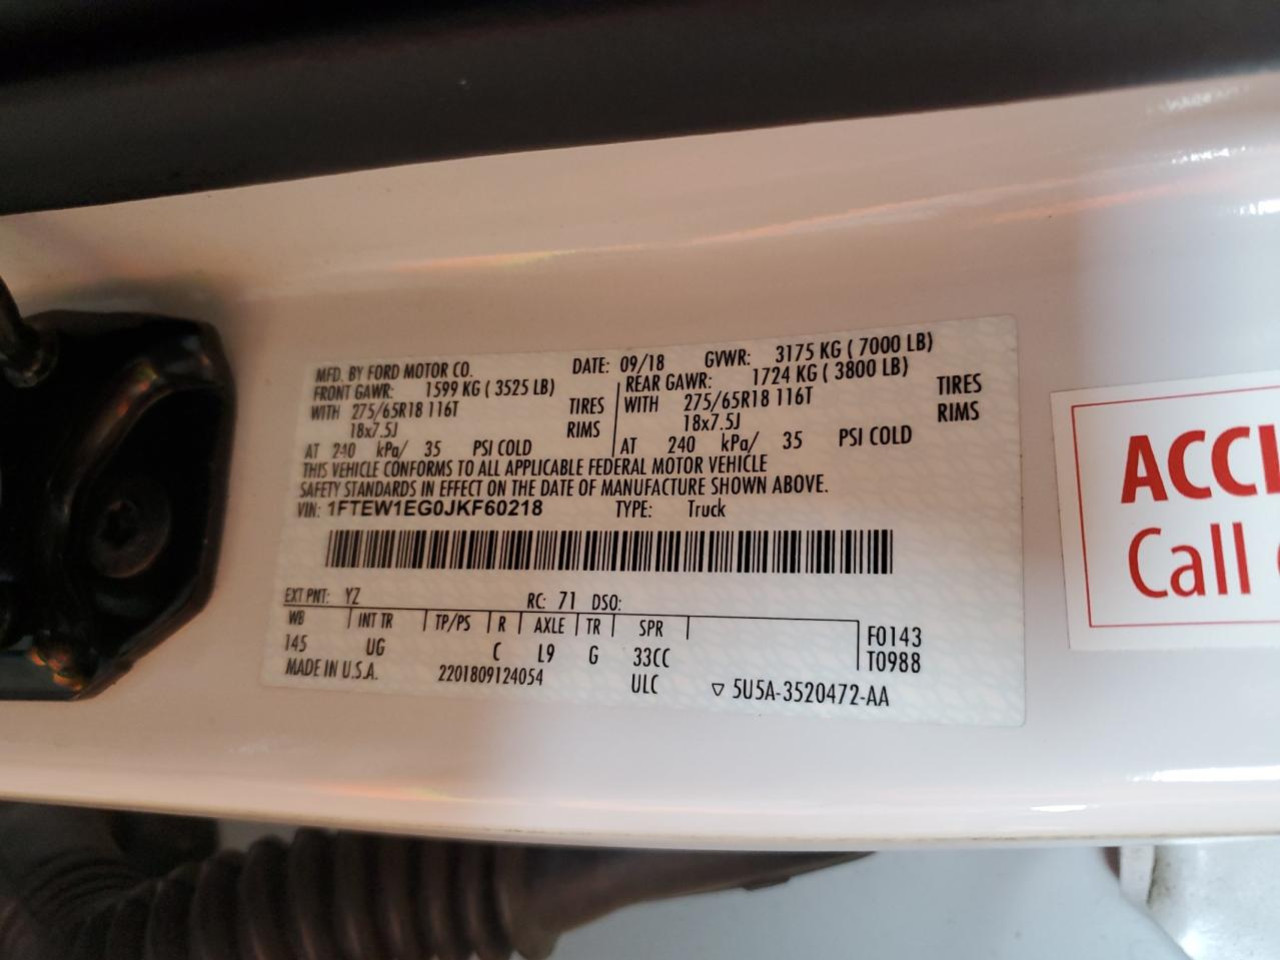 MFD. BY FORD MOTOR CO. DATE: 09/18 GVWR: 3175 KG ( 7000 LB)
FRONT GAWR: 1599 KG ( 3525 LB) REAR GAWR: 1724 KG ( 3800 LB)
WITH 275/65R18 116T TIRES WITH 275/65R18 116T TIRES
18x7.5J RIMS 18x7.5J RIMS
AT 240 kPa/ 35 PSI COLD AT 240 kPa/ 35 PSI COLD
THIS VEHICLE CONFORMS TO ALL APPLICABLE FEDERAL MOTOR VEHICLE
SAFETY STANDARDS IN EFFECT ON THE DATE OF MANUFACTURE SHOWN ABOVE.
VIN: 1FTEW1EG0JKF60218 TYPE: Truck
EXT PNT: YZ RC: 71 DSO:
WB INT TR TP/PS R AXLE TR SPR F0143
145 UG C L9 G 33CC T0988
MADE IN U.S.A. 2201809124054 ULC ▽ 5U5A-3520472-AA
ACCI
Call